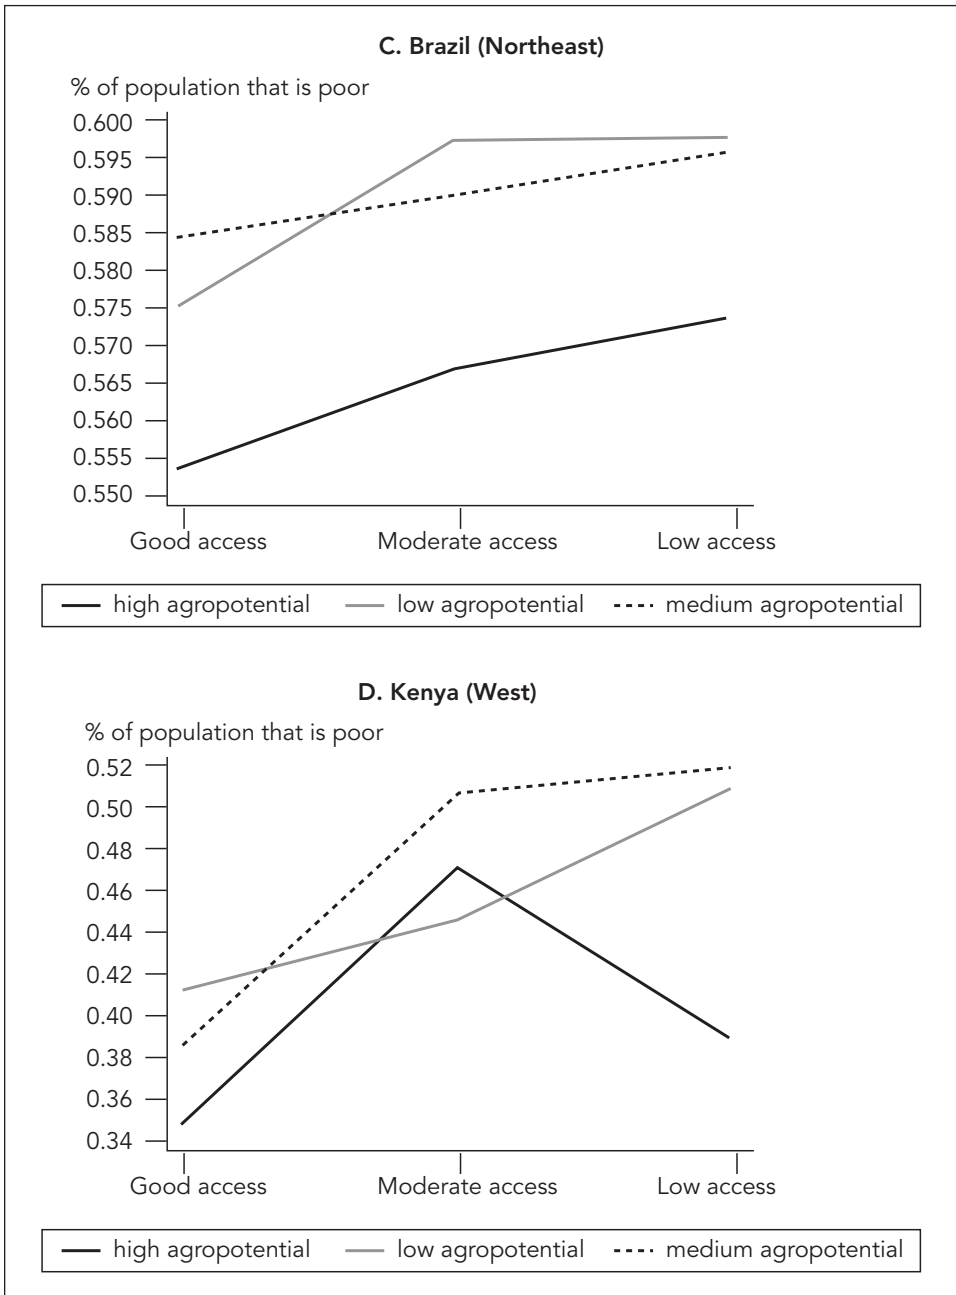 C. Brazil (Northeast)
% of population that is poor
0.600
0.595
0.590
0.585
0.580
0.575
0.570
0.565
0.560
0.555
0.550
Good access Moderate access Low access
high agropotential low agropotential medium agropotential
D. Kenya (West)
% of population that is poor
0.52
0.50
0.48
0.46
0.44
0.42
0.40
0.38
0.36
0.34
Good access Moderate access Low access
high agropotential low agropotential medium agropotential